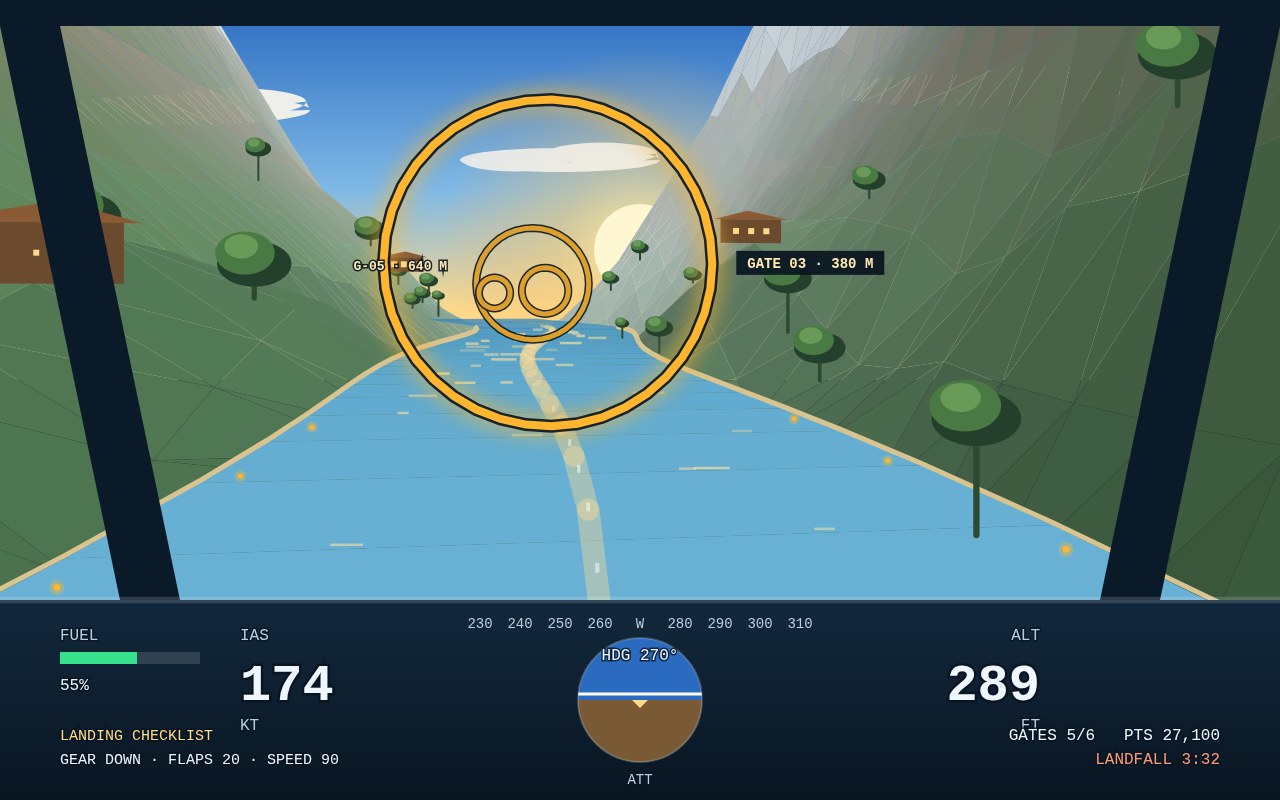 G-05 · 640 M
GATE 03 · 380 M
230 240 250 260 W 280 290 300 310
FUEL
55%
IAS
174
KT
HDG 270°
ATT
ALT
289
FT
LANDING CHECKLIST
GEAR DOWN · FLAPS 20 · SPEED 90
GATES 5/6 PTS 27,100
LANDFALL 3:32